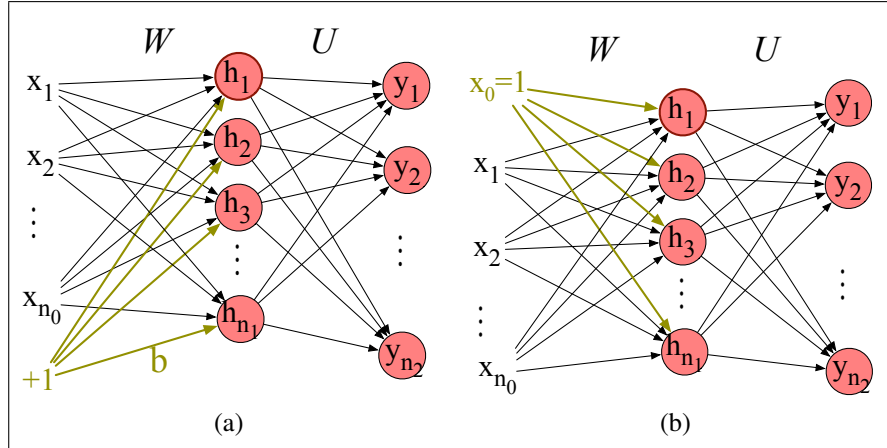 W U
x₁ h₁ y₁
x₂ h₂ y₂
⋮ h₃ ⋮
xₙ₀ ⋮
hₙ₁ yₙ₂
+1 b
(a)
W U
x₀=1 h₁ y₁
x₁ h₂ y₂
x₂ h₃
⋮ ⋮ ⋮
xₙ₀ hₙ₁ yₙ₂
(b)